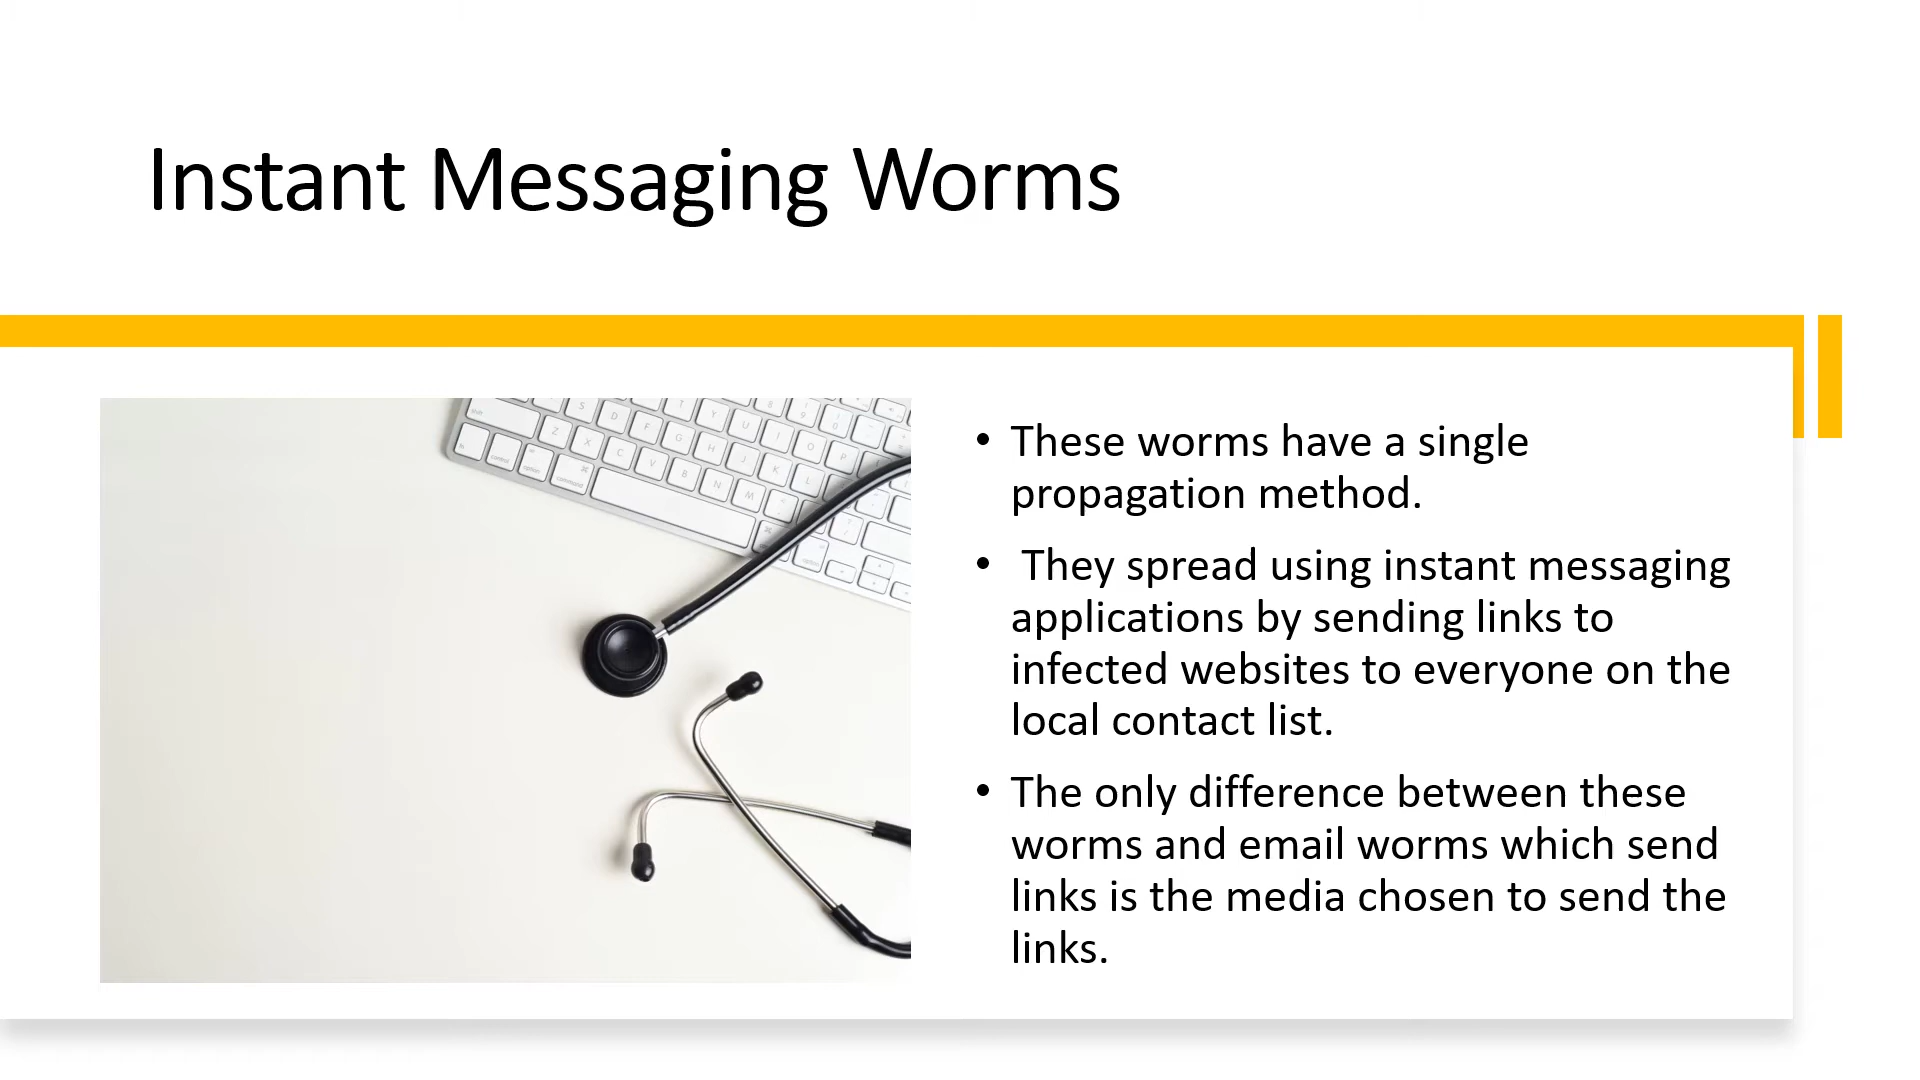 Instant Messaging Worms
• These worms have a single
propagation method.
• They spread using instant messaging
applications by sending links to
infected websites to everyone on the
local contact list.
• The only difference between these
worms and email worms which send
links is the media chosen to send the
links.